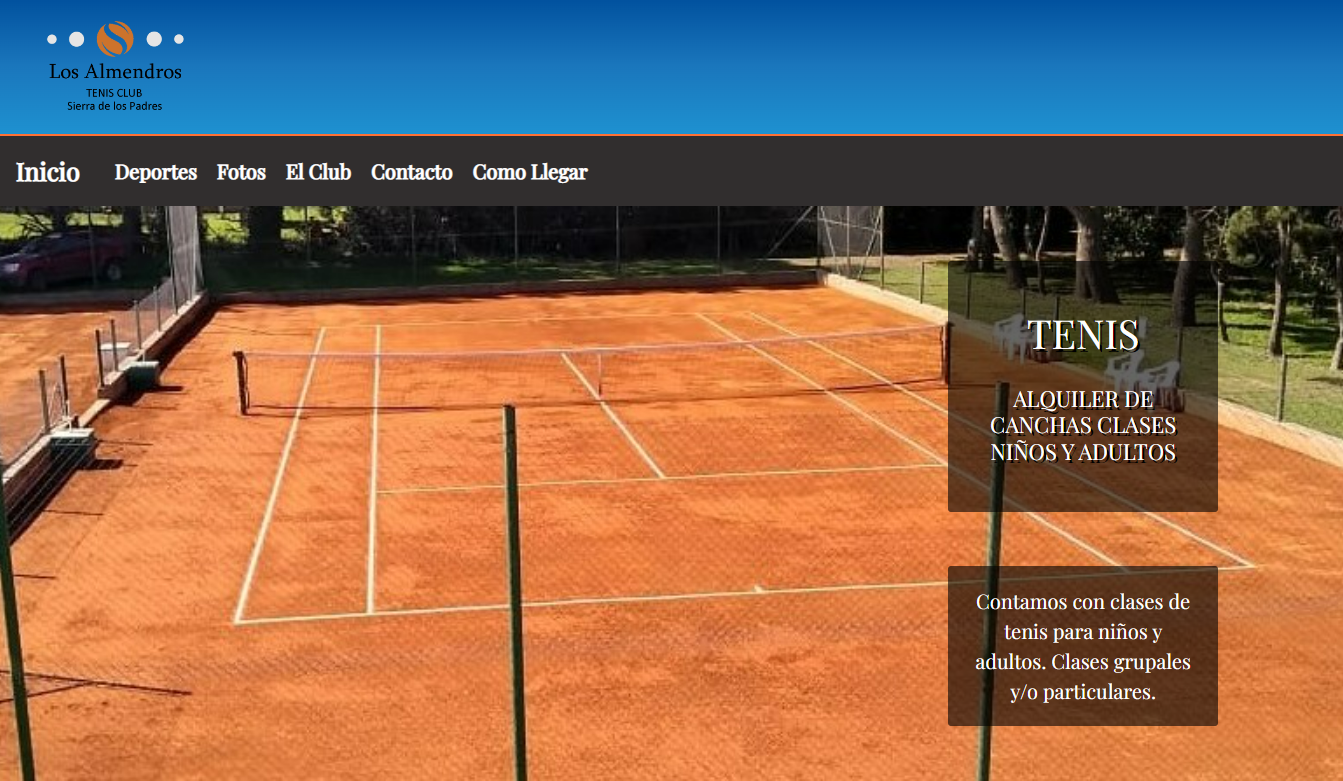 Los Almendros
TENIS CLUB
Sierra de los Padres
Inicio Deportes Fotos El Club Contacto Como Llegar
TENIS
ALQUILER DE
CANCHAS CLASES
NIÑOS Y ADULTOS
Contamos con clases de
tenis para niños y
adultos. Clases grupales
y/o particulares.